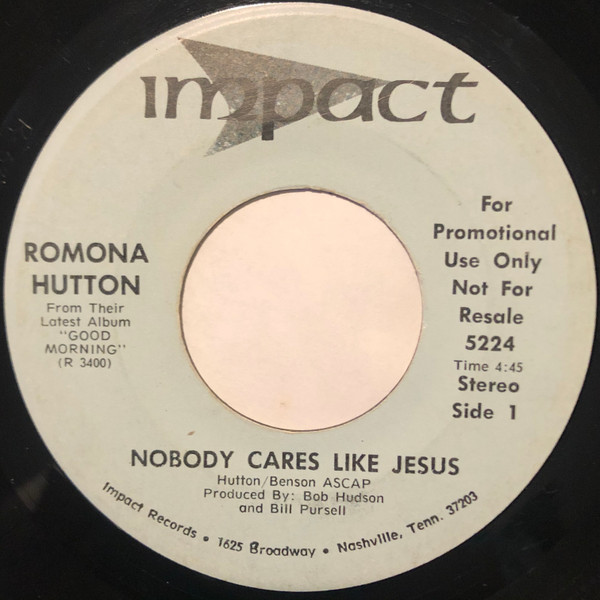 impact
ROMONA
HUTTON
From Their
Latest Album
"GOOD
MORNING"
(R 3400)
For
Promotional
Use Only
Not For
Resale
5224
Time 4:45
Stereo
Side 1
NOBODY CARES LIKE JESUS
Hutton/Benson ASCAP
Produced By: Bob Hudson
and Bill Pursell
Impact Records • 1625 Broadway • Nashville, Tenn. 37203